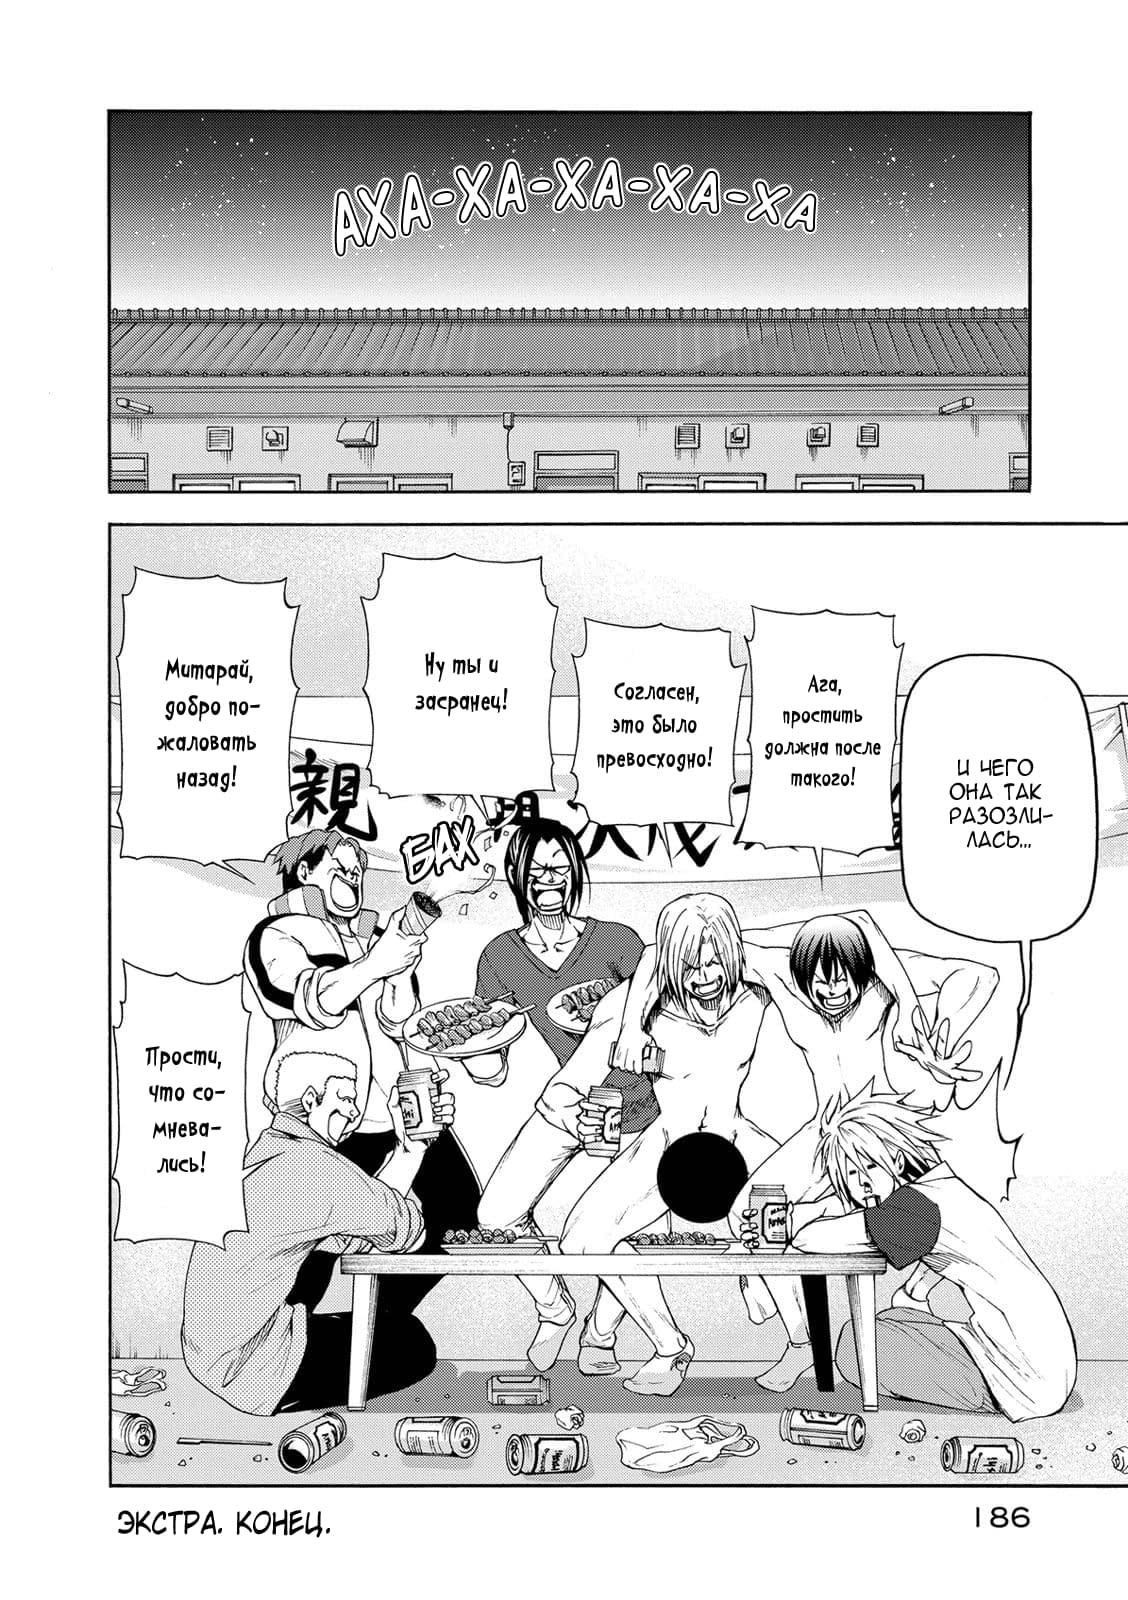 АХА-ХА-ХА-ХА-ХА
И ЧЕГО
ОНА ТАК
РАЗОЗЛИ-
ЛАСЬ...
Ага,
простить
должна после
такого!
Согласен,
это было
превосходно!
Ну ты и
засранец!
Митарай,
добро по-
жаловать
назад!
親
БАХ
Прости,
что со-
мнева-
лись!
ЭКСТРА. КОНЕЦ.
186